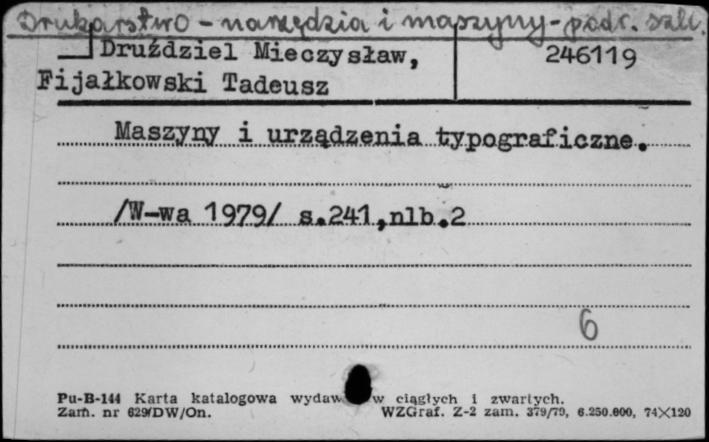 Drukarstwo - narzędzia i maszyny - podr. szk.
Druździel Mieczysław,
246119
Fijałkowski Tadeusz
Maszyny i urządzenia typograficzne.
/W-wa 1979/ s.241,nlb.2
6
Pu-B-144 Karta katalogowa wydaw w ciągłych i zwartych.
Zam. nr 629/DW/On.
WZGraf. Z-2 zam. 379/79, 6.250.000, 74×120